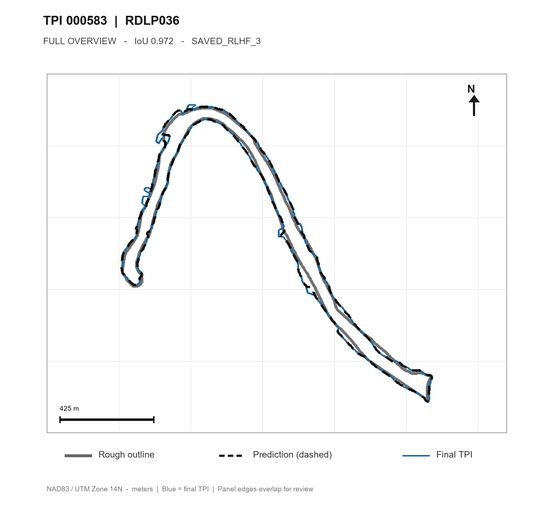 TPI 000583 | RDLP036
FULL OVERVIEW - IoU 0.972 - SAVED_RLHF_3
N
425 m
Rough outline
Prediction (dashed)
Final TPI
NAD83 / UTM Zone 14N - meters | Blue = final TPI | Panel edges overlap for review